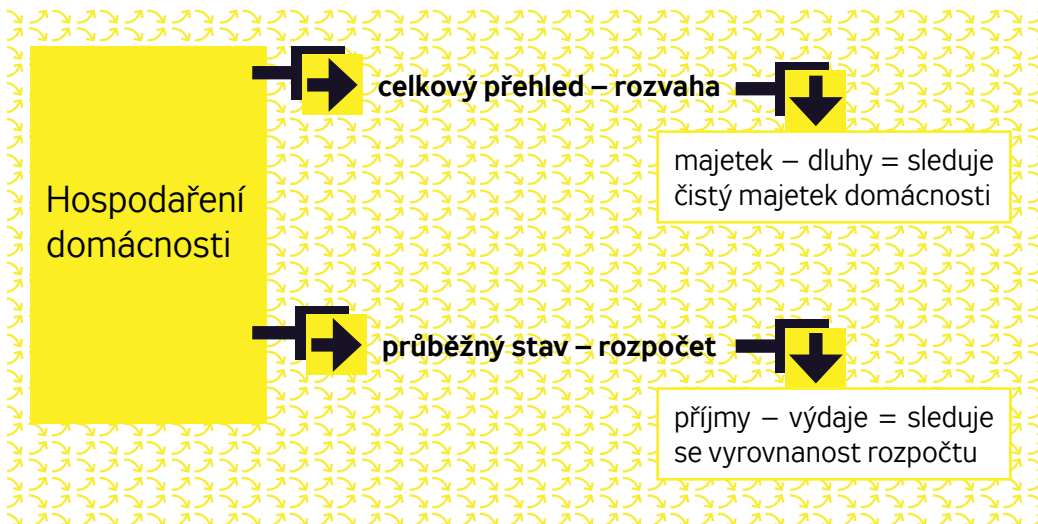 Hospodaření
domácnosti
celkový přehled – rozvaha
majetek – dluhy = sleduje
čistý majetek domácnosti
průběžný stav – rozpočet
příjmy – výdaje = sleduje
se vyrovnanost rozpočtu